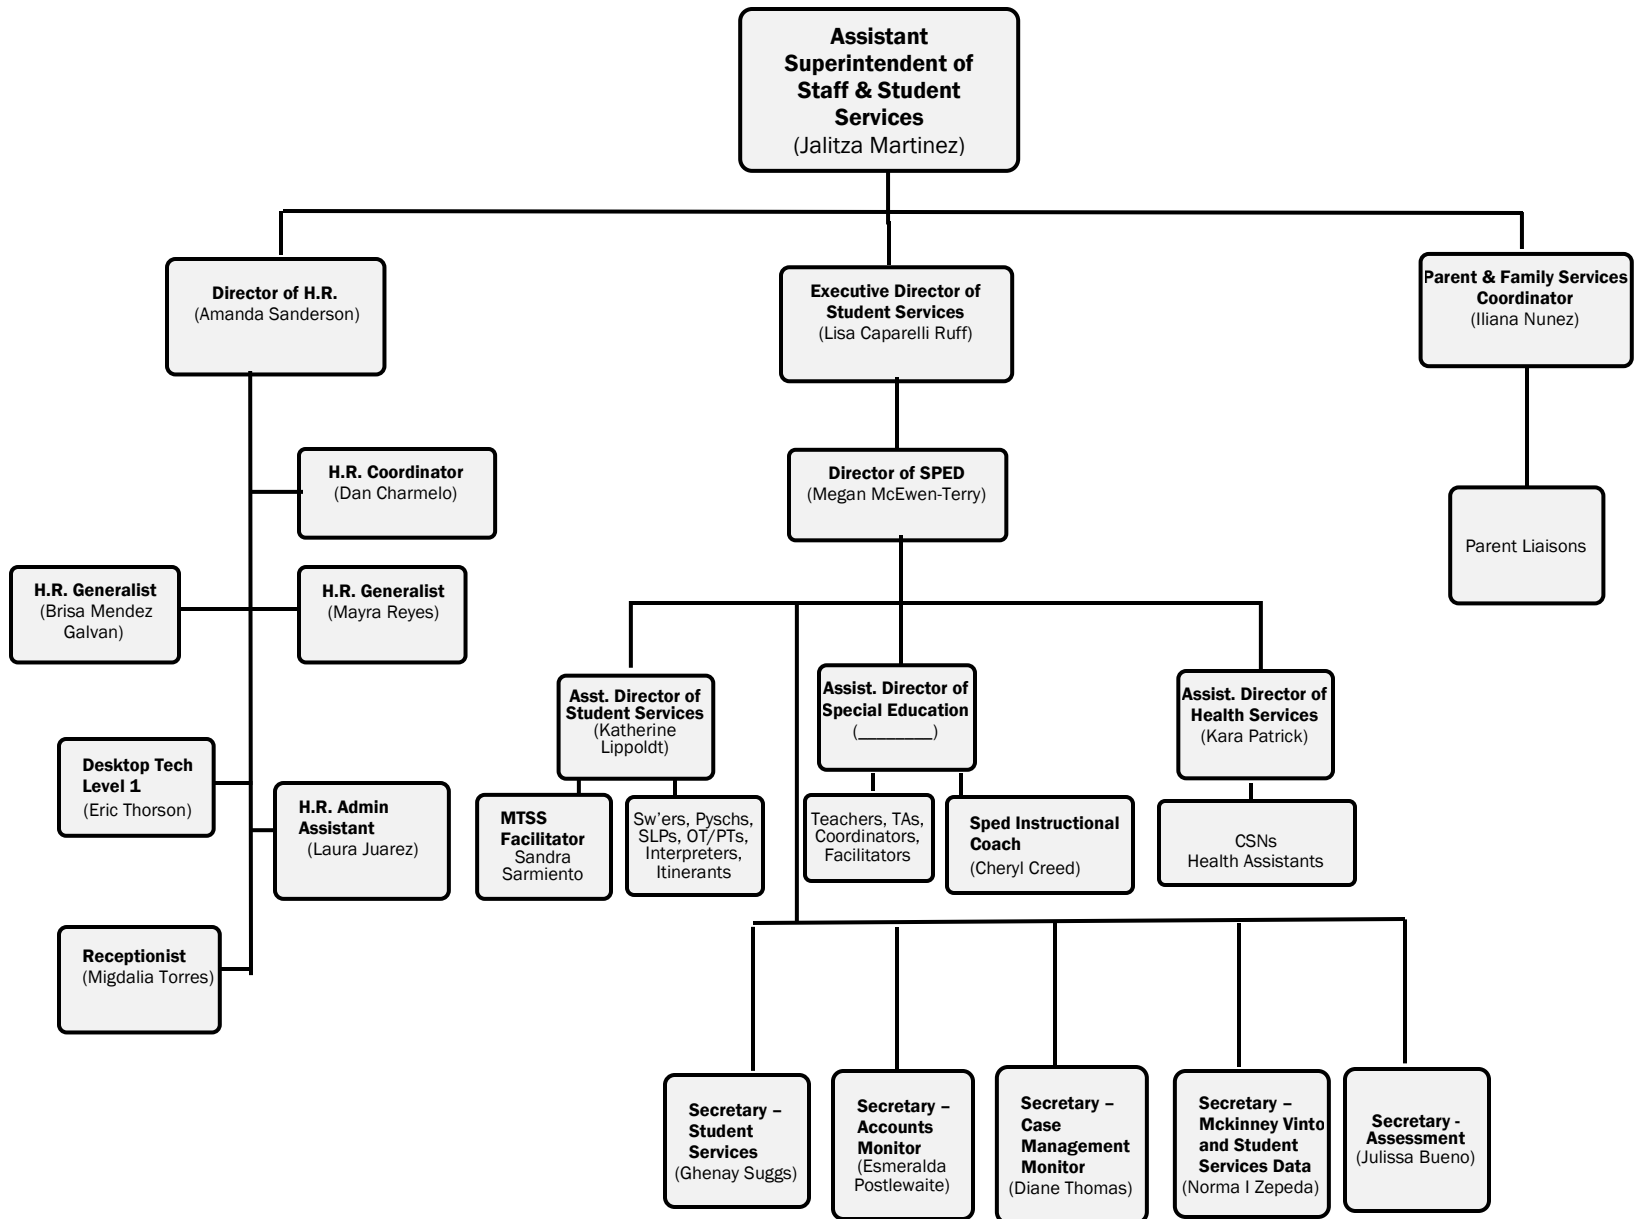 Assistant
Superintendent of
Staff & Student
Services
(Jalitza Martinez)
Director of H.R.
(Amanda Sanderson)
Executive Director of
Student Services
(Lisa Caparelli Ruff)
Parent & Family Services
Coordinator
(Iliana Nunez)
H.R. Coordinator
(Dan Charmelo)
Director of SPED
(Megan McEwen-Terry)
Parent Liaisons
H.R. Generalist
(Brisa Mendez
Galvan)
H.R. Generalist
(Mayra Reyes)
Asst. Director of
Student Services
(Katherine
Lippoldt)
Assist. Director of
Special Education
(________)
Assist. Director of
Health Services
(Kara Patrick)
Desktop Tech
Level 1
(Eric Thorson)
H.R. Admin
Assistant
(Laura Juarez)
MTSS
Facilitator
Sandra
Sarmiento
Sw'ers, Pyschs,
SLPs, OT/PTs,
Interpreters,
Itinerants
Teachers, TAs,
Coordinators,
Facilitators
Sped Instructional
Coach
(Cheryl Creed)
CSNs
Health Assistants
Receptionist
(Migdalia Torres)
Secretary –
Student
Services
(Ghenay Suggs)
Secretary –
Accounts
Monitor
(Esmeralda
Postlewaite)
Secretary –
Case
Management
Monitor
(Diane Thomas)
Secretary –
Mckinney Vinto
and Student
Services Data
(Norma I Zepeda)
Secretary -
Assessment
(Julissa Bueno)